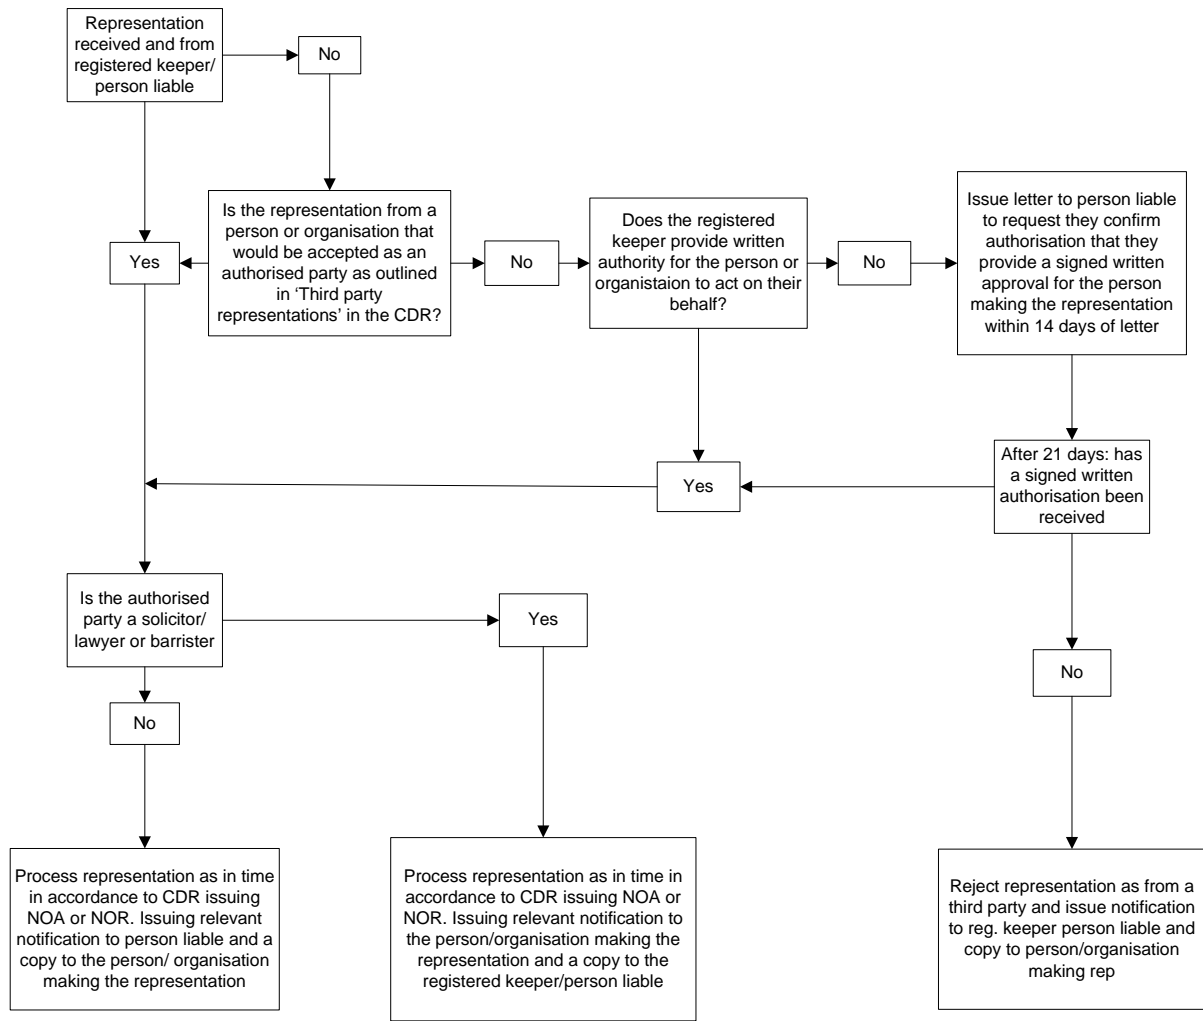 Representation
received and from
registered keeper/
person liable
No
Is the representation from a
person or organisation that
would be accepted as an
authorised party as outlined
in ‘Third party
representations’ in the CDR?
Yes
No
Does the registered
keeper provide written
authority for the person or
organistaion to act on their
behalf?
No
Issue letter to person liable
to request they confirm
authorisation that they
provide a signed written
approval for the person
making the representation
within 14 days of letter
After 21 days: has
a signed written
authorisation been
received
Yes
Is the authorised
party a solicitor/
lawyer or barrister
Yes
No
No
Process representation as in time
in accordance to CDR issuing
NOA or NOR. Issuing relevant
notification to person liable and a
copy to the person/ organisation
making the representation
Process representation as in time
in accordance to CDR issuing NOA or
NOR. Issuing relevant notification to
the person/organisation making the
representation and a copy to the
registered keeper/person liable
Reject representation as from a
third party and issue notification
to reg. keeper person liable and
copy to person/organisation
making rep